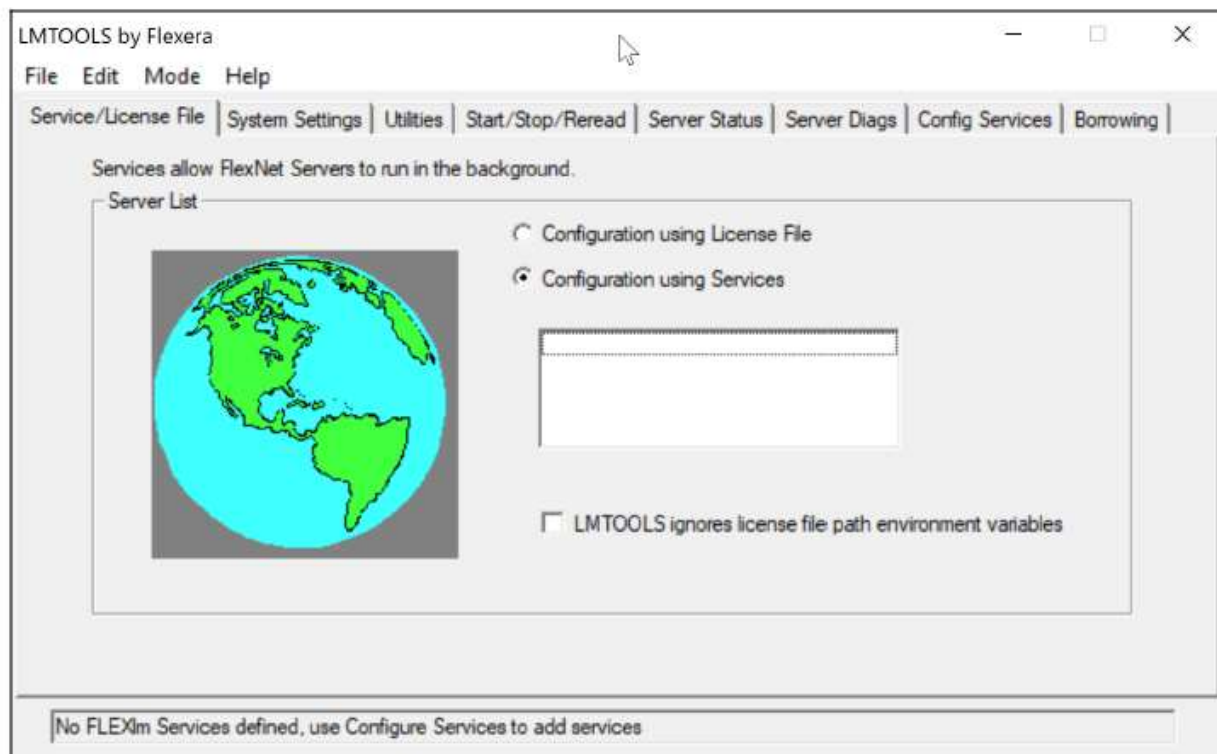 LMTOOLS by Flexera
File Edit Mode Help
Service/License File System Settings Utilities Start/Stop/Reread Server Status Server Diags Config Services Borrowing
Services allow FlexNet Servers to run in the background.
Server List
Configuration using License File
Configuration using Services
LMTOOLS ignores license file path environment variables
No FLEXlm Services defined, use Configure Services to add services